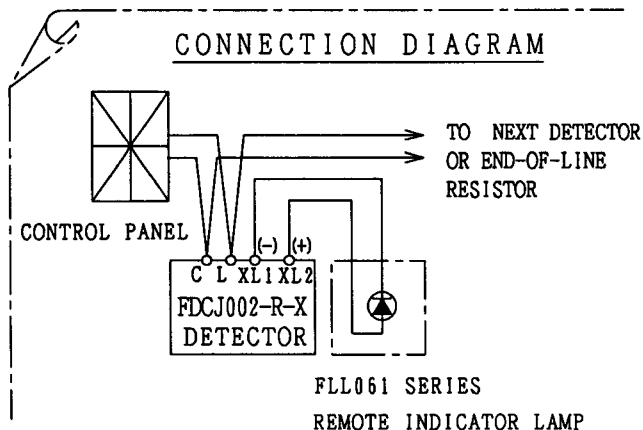 CONNECTION DIAGRAM
TO NEXT DETECTOR
OR END-OF-LINE
RESISTOR
CONTROL PANEL
(-) (+)
C L XL1 XL2
FDCJ002-R-X
DETECTOR
FLL061 SERIES
REMOTE INDICATOR LAMP